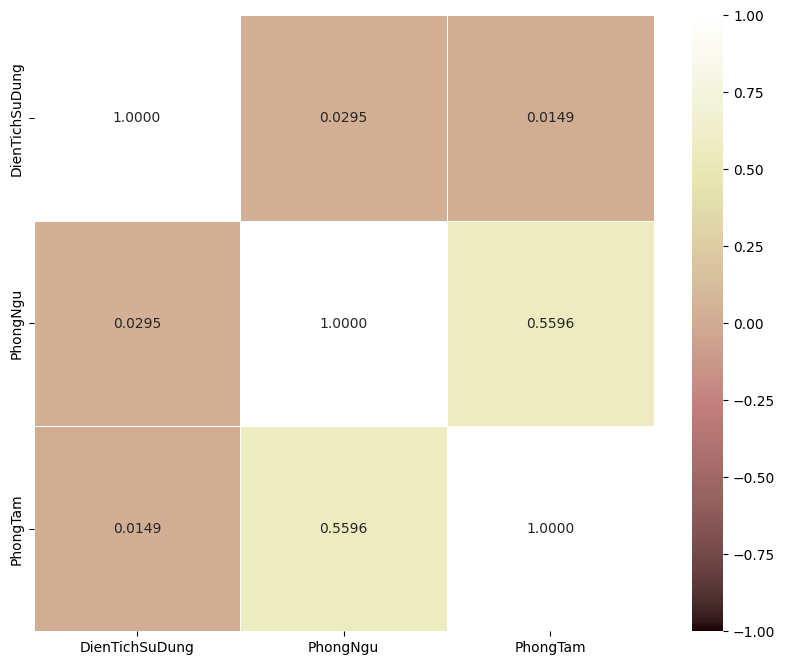 DienTichSuDung
1.0000 0.0295 0.0149
PhongNgu
0.0295 1.0000 0.5596
PhongTam
0.0149 0.5596 1.0000
DienTichSuDung PhongNgu PhongTam
1.00
0.75
0.50
0.25
0.00
−0.25
−0.50
−0.75
−1.00